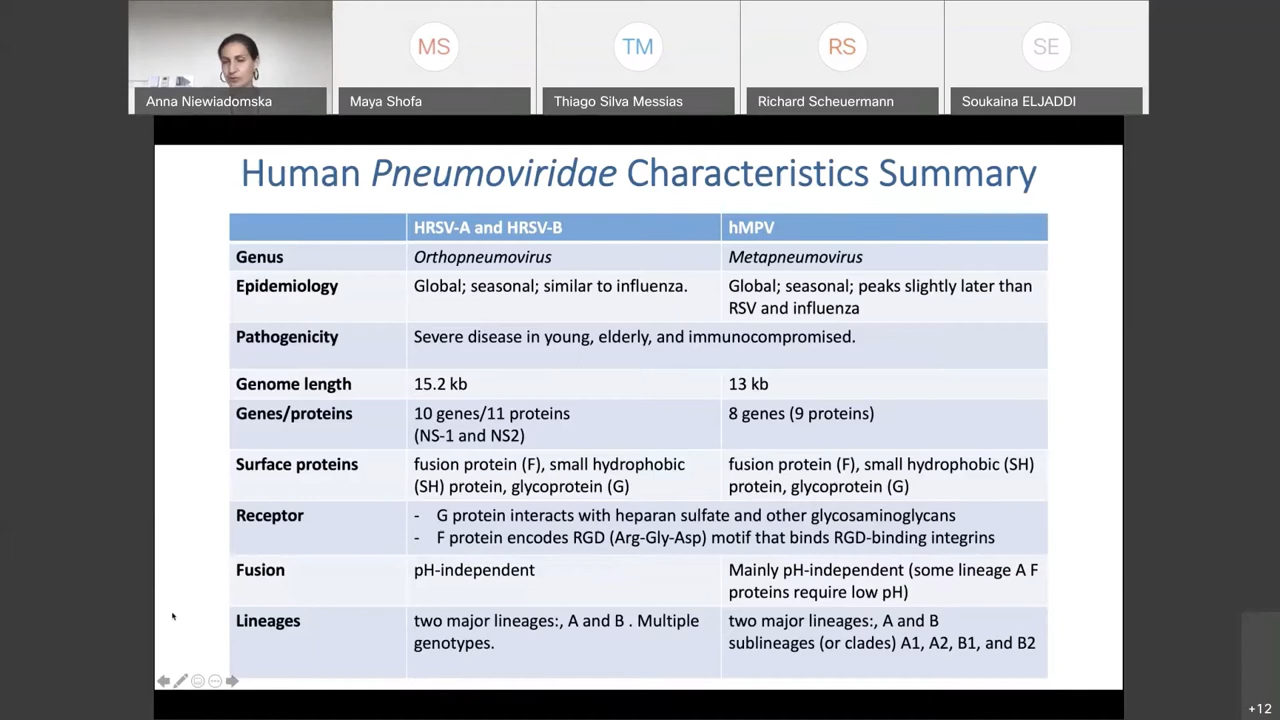 MS
TM
RS
SE
Anna Niewiadomska
Maya Shofa
Thiago Silva Messias
Richard Scheuermann
Soukaina ELJADDI
Human Pneumoviridae Characteristics Summary
HRSV-A and HRSV-B
hMPV
Genus
Orthopneumovirus
Metapneumovirus
Epidemiology
Global; seasonal; similar to influenza.
Global; seasonal; peaks slightly later than
RSV and influenza
Pathogenicity
Severe disease in young, elderly, and immunocompromised.
Genome length
15.2 kb
13 kb
Genes/proteins
10 genes/11 proteins
(NS-1 and NS2)
8 genes (9 proteins)
Surface proteins
fusion protein (F), small hydrophobic
(SH) protein, glycoprotein (G)
fusion protein (F), small hydrophobic (SH)
protein, glycoprotein (G)
Receptor
- G protein interacts with heparan sulfate and other glycosaminoglycans
- F protein encodes RGD (Arg-Gly-Asp) motif that binds RGD-binding integrins
Fusion
pH-independent
Mainly pH-independent (some lineage A F
proteins require low pH)
Lineages
two major lineages:, A and B . Multiple
genotypes.
two major lineages:, A and B
sublineages (or clades) A1, A2, B1, and B2
+12